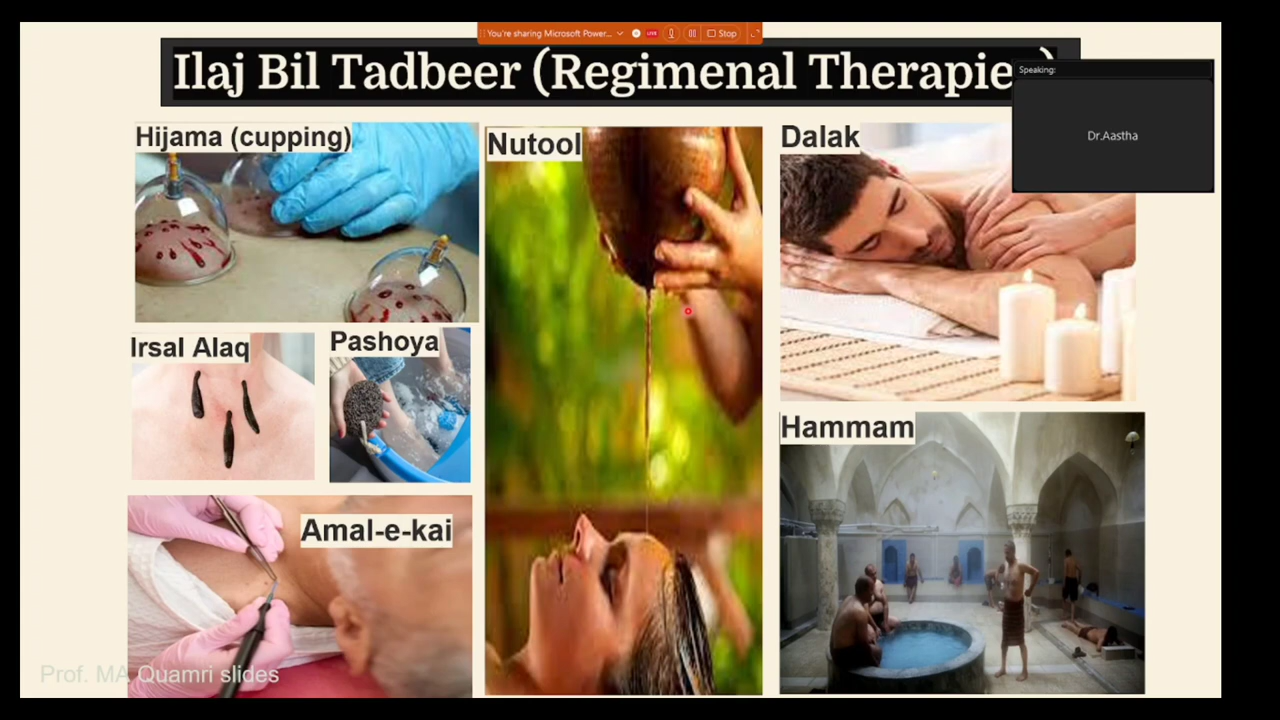 You're sharing Microsoft Power...
LIVE
Stop
Ilaj Bil Tadbeer (Regimenal Therapie
Speaking:
Dr.Aastha
Hijama (cupping)
Nutool
Dalak
Irsal Alaq
Pashoya
Hammam
Amal-e-kai
Prof. MA Quamri slides